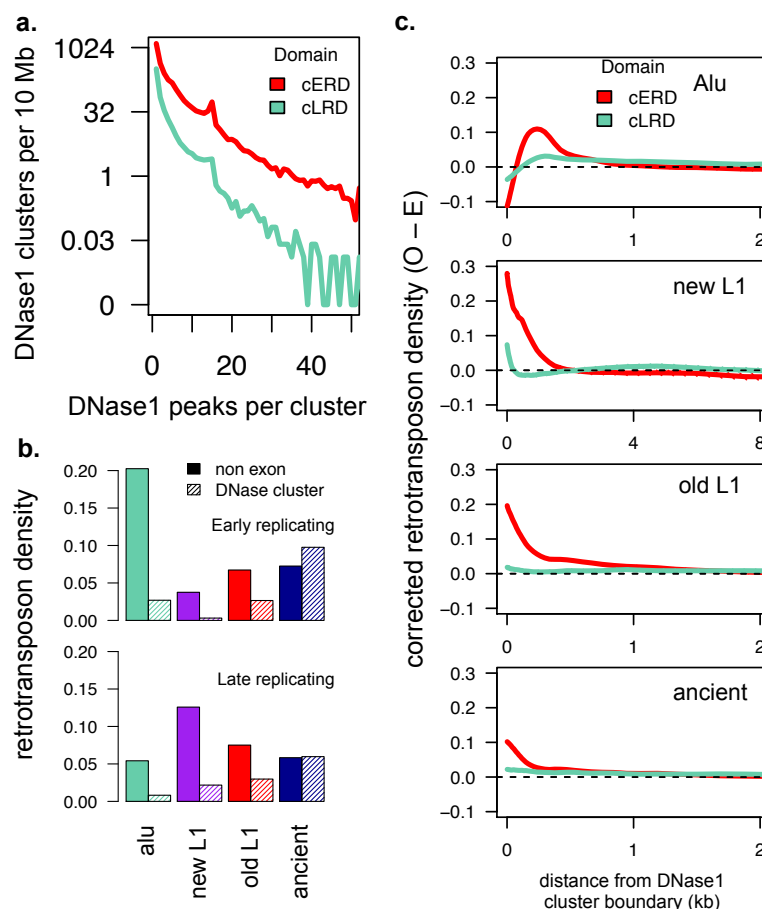 a.
DNase1 clusters per 10 Mb
1024
32
1
0.03
0
Domain
cERD
cLRD
0
20
40
DNase1 peaks per cluster
b.
retrotransposon density
0.20
0.15
0.10
0.05
0.00
non exon
DNase cluster
Early replicating
0.20
0.15
0.10
0.05
0.00
Late replicating
alu
new L1
old L1
ancient
c.
corrected retrotransposon density (O – E)
0.3
0.2
0.1
0.0
−0.1
Domain
Alu
cERD
cLRD
0
1
2
0.3
0.2
0.1
0.0
−0.1
new L1
0
4
8
0.3
0.2
0.1
0.0
−0.1
old L1
0
1
2
0.3
0.2
0.1
0.0
−0.1
ancient
0
1
2
distance from DNase1
cluster boundary (kb)